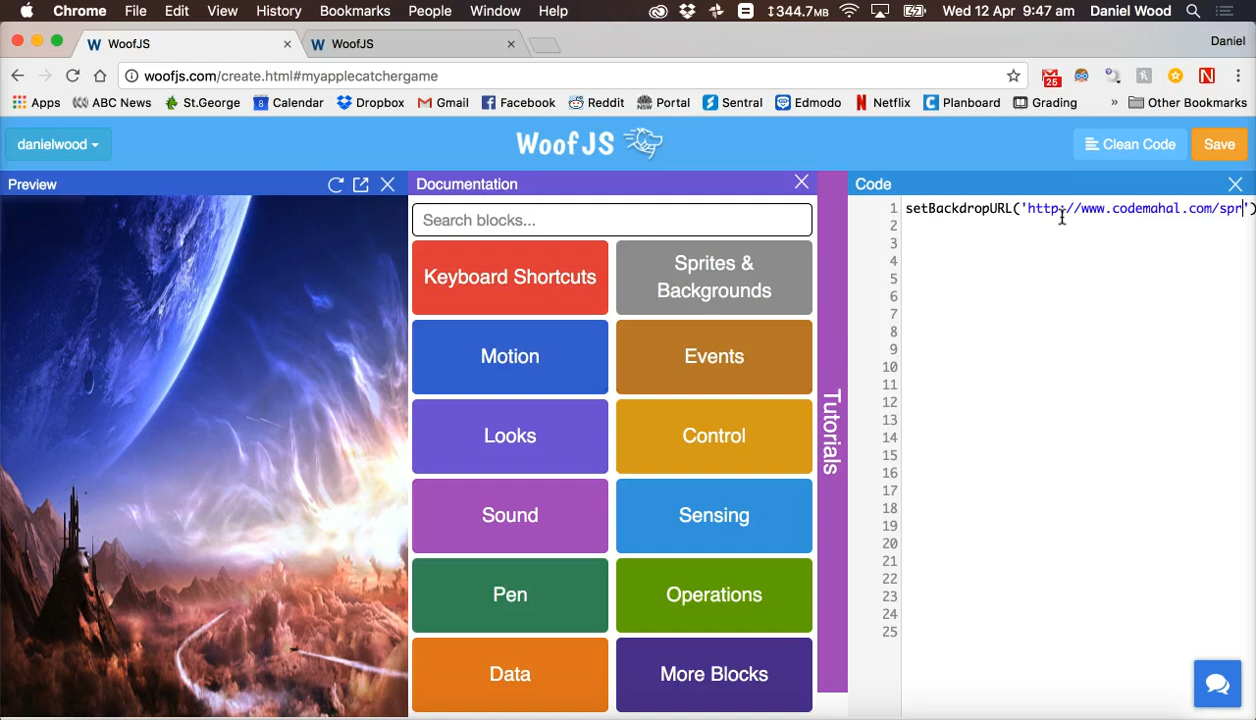 Chrome File Edit View History Bookmarks People Window Help 344.7MB Wed 12 Apr 9:47 am Daniel Wood
W WoofJS × W WoofJS × Daniel
woofjs.com/create.html#myapplecatchergame 25
Apps ABC News St.George 8 Calendar Dropbox Gmail Facebook Reddit NSW Portal Sentral Edmodo Netflix Planboard Grading » Other Bookmarks
danielwood WoofJS Clean Code Save
Preview Documentation Code
Search blocks...
1 setBackdropURL('http://www.codemahal.com/spr')
2
3
4
5
6
7
8
9
10
11
12
13
14
15
16
17
18
19
20
21
22
23
24
25
Keyboard Shortcuts
Sprites &
Backgrounds
Motion Events
Looks Control
Sound Sensing
Pen Operations
Data More Blocks
Tutorials